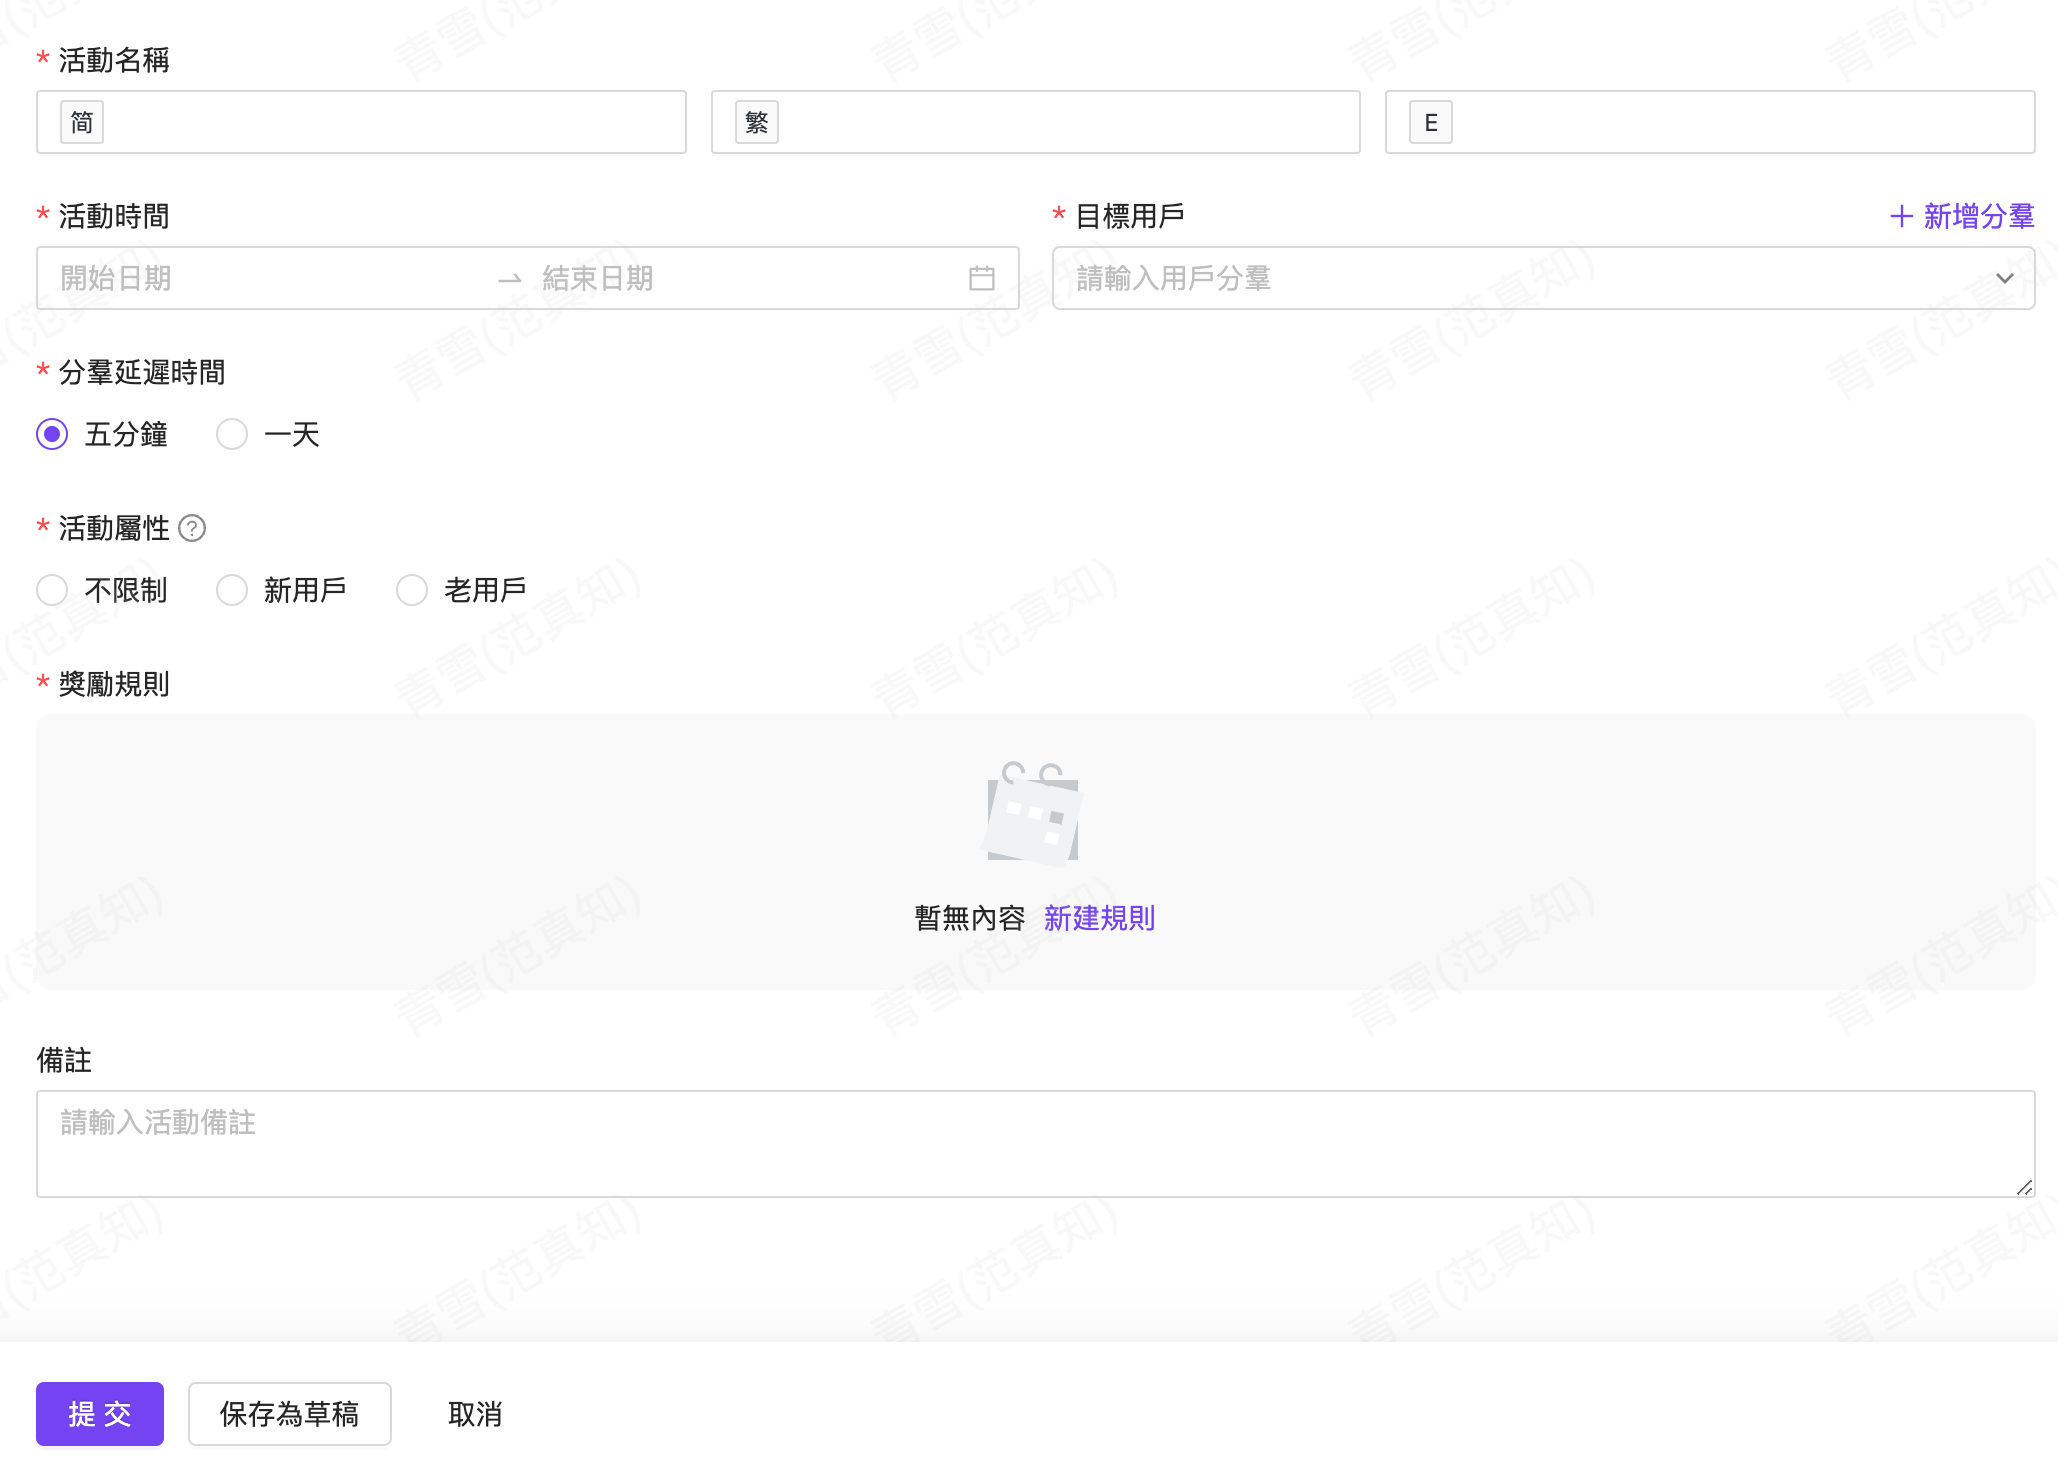 * 活動名稱
简 繁 E
* 活動時間 * 目標用戶 + 新增分羣
開始日期 → 結束日期 請輸入用戶分羣
* 分羣延遲時間
五分鐘 一天
* 活動屬性 ?
不限制 新用戶 老用戶
* 獎勵規則
暫無內容 新建規則
備註
請輸入活動備註
提交 保存為草稿 取消
青雪(范真知)